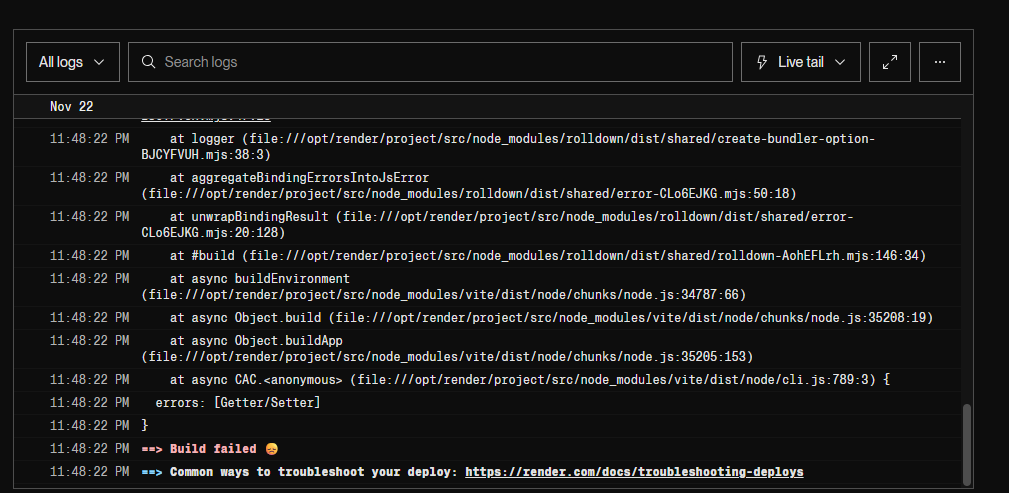 All logs
Search logs
Live tail
...
Nov 22
11:48:22 PM at logger (file:///opt/render/project/src/node_modules/rolldown/dist/shared/create-bundler-option-
BJCYFVUH.mjs:38:3)
11:48:22 PM at aggregateBindingErrorsIntoJsError
(file:///opt/render/project/src/node_modules/rolldown/dist/shared/error-CLo6EJKG.mjs:50:18)
11:48:22 PM at unwrapBindingResult (file:///opt/render/project/src/node_modules/rolldown/dist/shared/error-
CLo6EJKG.mjs:20:128)
11:48:22 PM at #build (file:///opt/render/project/src/node_modules/rolldown/dist/shared/rolldown-AohEFLrh.mjs:146:34)
11:48:22 PM at async buildEnvironment
(file:///opt/render/project/src/node_modules/vite/dist/node/chunks/node.js:34787:66)
11:48:22 PM at async Object.build (file:///opt/render/project/src/node_modules/vite/dist/node/chunks/node.js:35208:19)
11:48:22 PM at async Object.buildApp
(file:///opt/render/project/src/node_modules/vite/dist/node/chunks/node.js:35205:153)
11:48:22 PM at async CAC.<anonymous> (file:///opt/render/project/src/node_modules/vite/dist/node/cli.js:789:3) {
11:48:22 PM errors: [Getter/Setter]
11:48:22 PM }
11:48:22 PM ==> Build failed 😞
11:48:22 PM ==> Common ways to troubleshoot your deploy: https://render.com/docs/troubleshooting-deploys